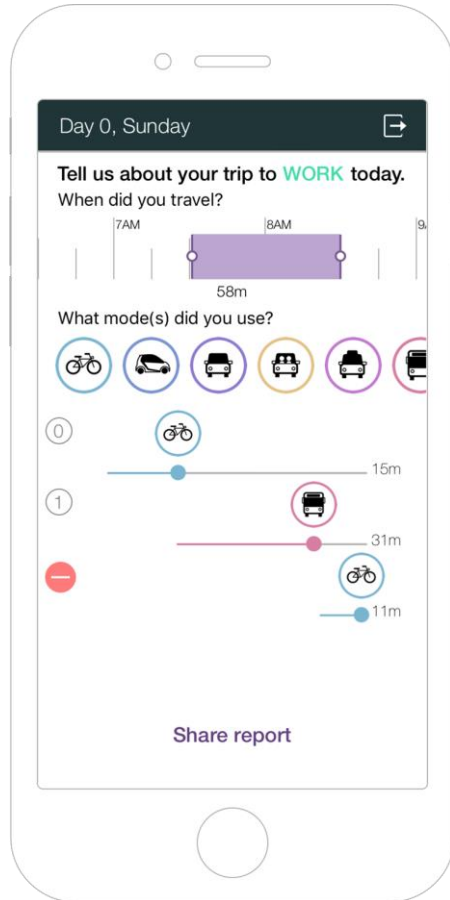 Day 0, Sunday
Tell us about your trip to WORK today.
When did you travel?
7AM 8AM 9
58m
What mode(s) did you use?
0
15m
1
31m
11m
Share report